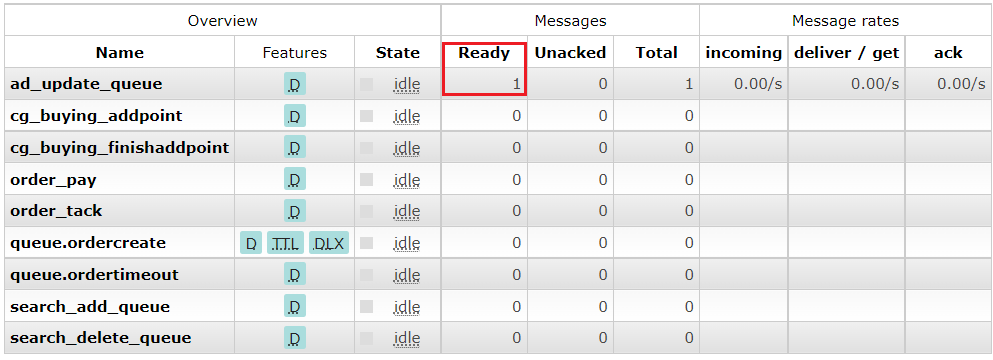 Overview Messages Message rates
Name Features State Ready Unacked Total incoming deliver / get ack
ad_update_queue D idle 1 0 1 0.00/s 0.00/s 0.00/s
cg_buying_addpoint D idle 0 0 0
cg_buying_finishaddpoint D idle 0 0 0
order_pay D idle 0 0 0
order_tack D idle 0 0 0
queue.ordercreate D TTL DLX idle 0 0 0
queue.ordertimeout D idle 0 0 0
search_add_queue D idle 0 0 0
search_delete_queue D idle 0 0 0